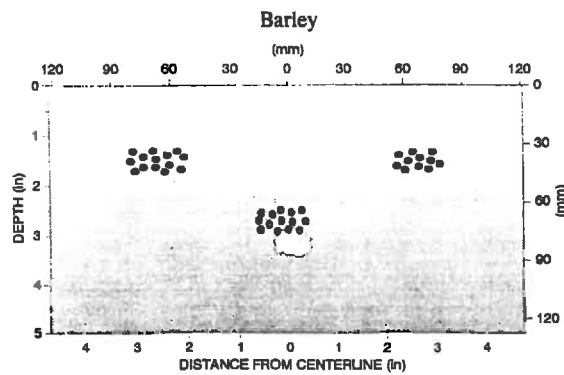 Barley
(mm)
120 90 60 30 0 30 60 90 120
0 0
1
30
2
60
3
90
4
120
5
DEPTH (in)
DEPTH (mm)
4 3 2 1 0 1 2 3 4
DISTANCE FROM CENTERLINE (in)